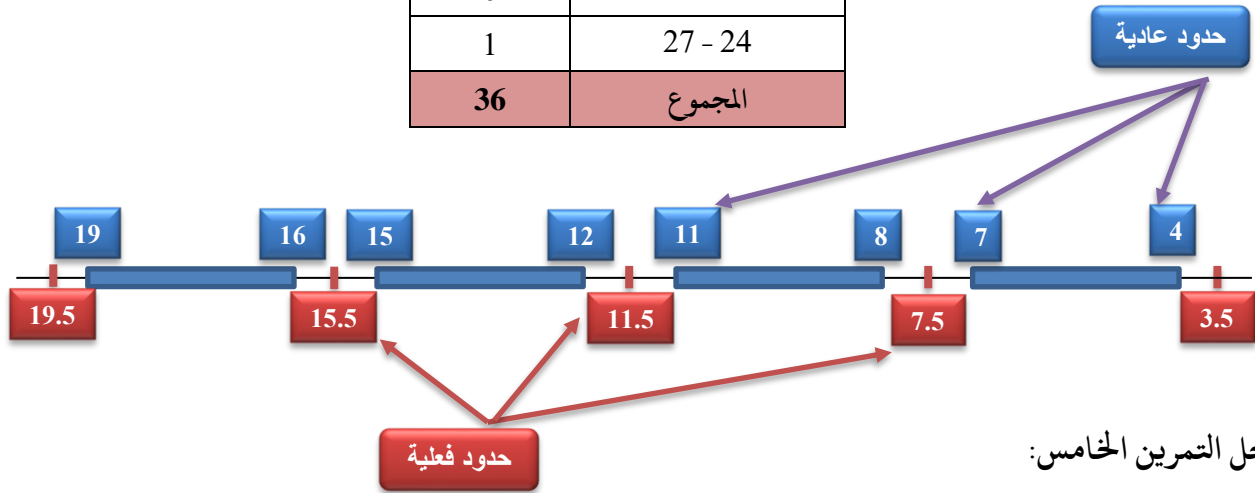 حدود عادية
27 - 24 1
المجموع 36
4 7 8 11 12 15 16 19
3.5 7.5 11.5 15.5 19.5
حدود فعلية
حل التمرين الخامس: